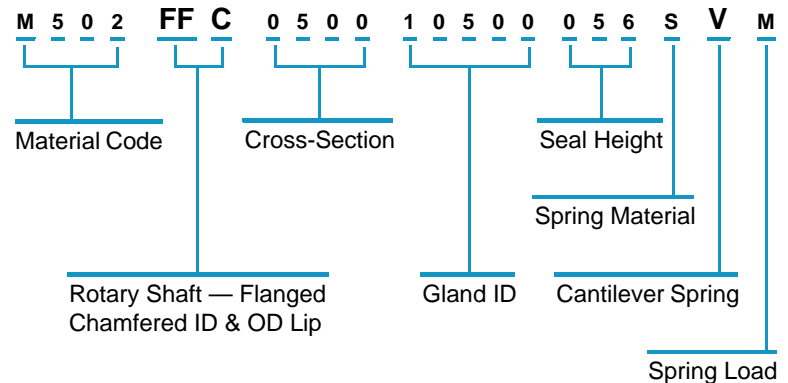 M 5 0 2 FF C 0 5 0 0 1 0 5 0 0 0 5 6 S V M
Material Code Cross-Section Seal Height
Spring Material
Rotary Shaft — Flanged Gland ID Cantilever Spring
Chamfered ID & OD Lip
Spring Load